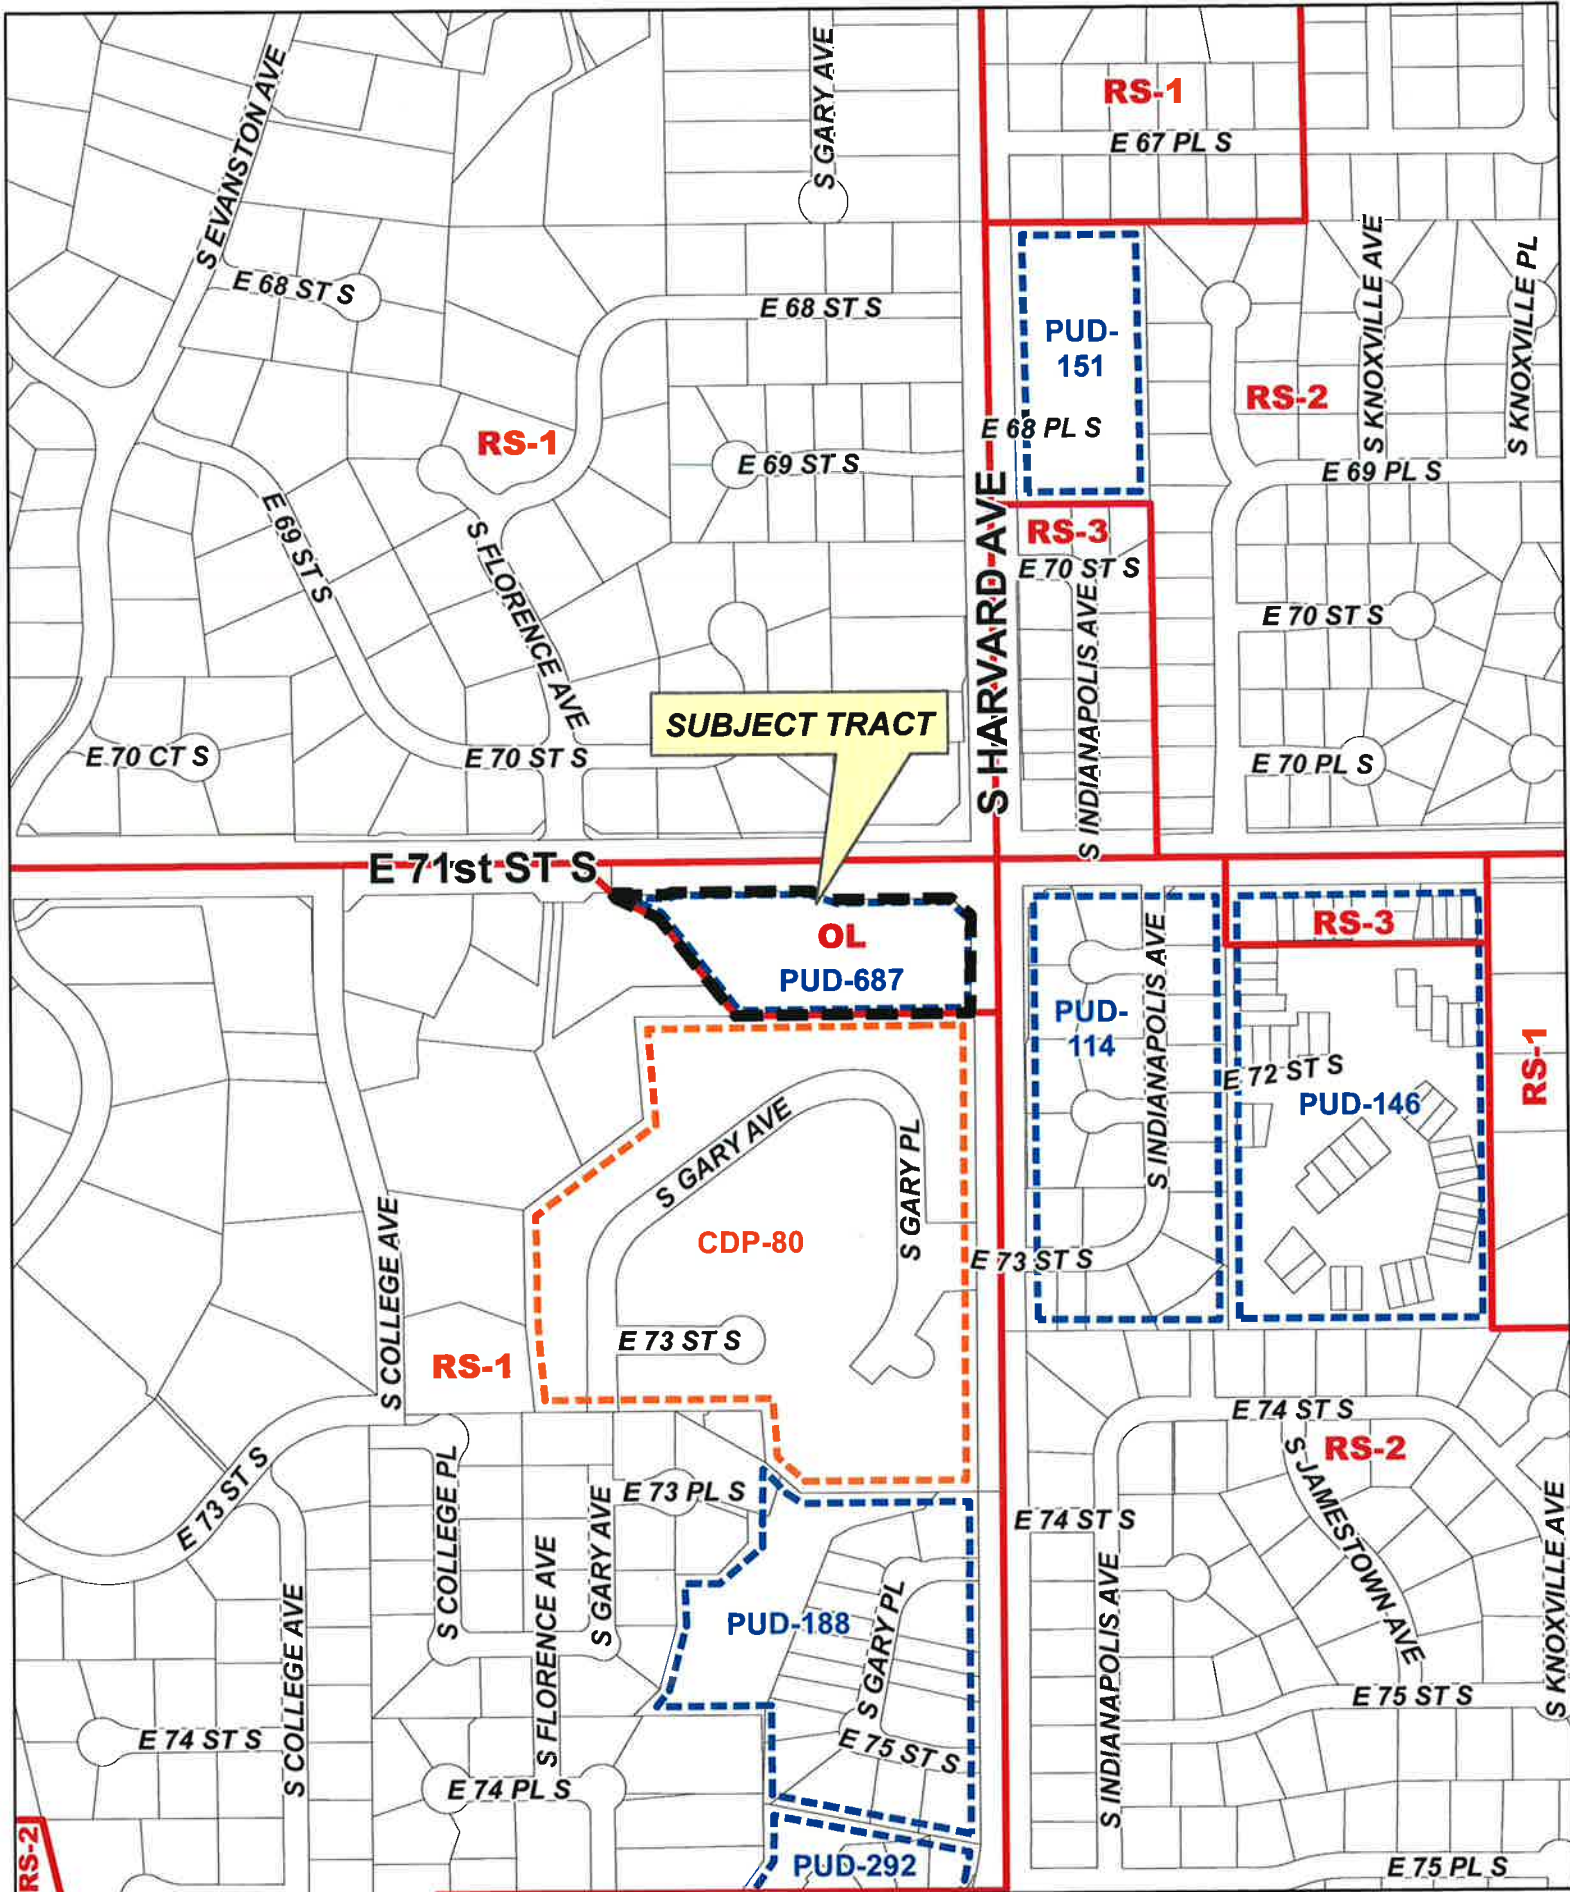 S EVANSTON AVE
S GARY AVE
RS-1
E 67 PL S
E 68 ST S
E 68 ST S
PUD-
151
RS-2
S KNOXVILLE AVE
S KNOXVILLE PL
RS-1
E 68 PL S
E 69 ST S
E 69 PL S
E 69 ST S
S FLORENCE AVE
S HARVARD AVE
RS-3
E 70 ST S
S INDIANAPOLIS AVE
E 70 ST S
SUBJECT TRACT
E 70 CT S
E 70 ST S
E 70 PL S
E 71st ST S
OL
PUD-687
RS-3
PUD-
114
S INDIANAPOLIS AVE
E 72 ST S
PUD-146
RS-1
S GARY AVE
S GARY PL
CDP-80
S COLLEGE AVE
E 73 ST S
E 73 ST S
RS-1
E 74 ST S
RS-2
S JAMESTOWN AVE
E 73 ST S
S COLLEGE PL
E 73 PL S
S GARY AVE
E 74 ST S
S KNOXVILLE AVE
S FLORENCE AVE
S COLLEGE AVE
PUD-188
S GARY PL
S INDIANAPOLIS AVE
E 75 ST S
E 74 ST S
E 75 ST S
E 74 PL S
RS-2
PUD-292
E 75 PL S